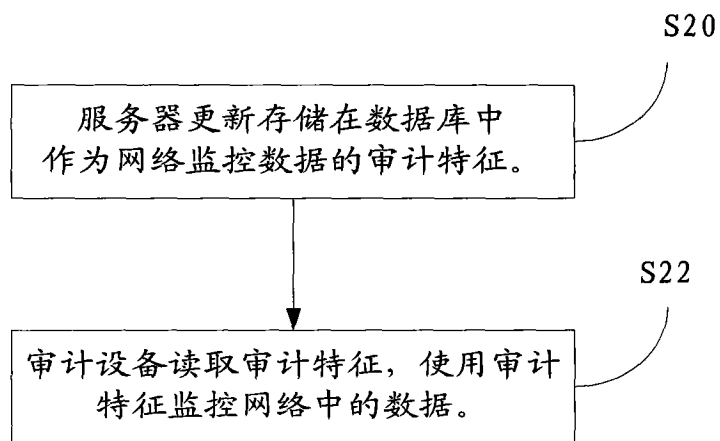 S20
服务器更新存储在数据库中
作为网络监控数据的审计特征。
S22
审计设备读取审计特征，使用审计
特征监控网络中的数据。